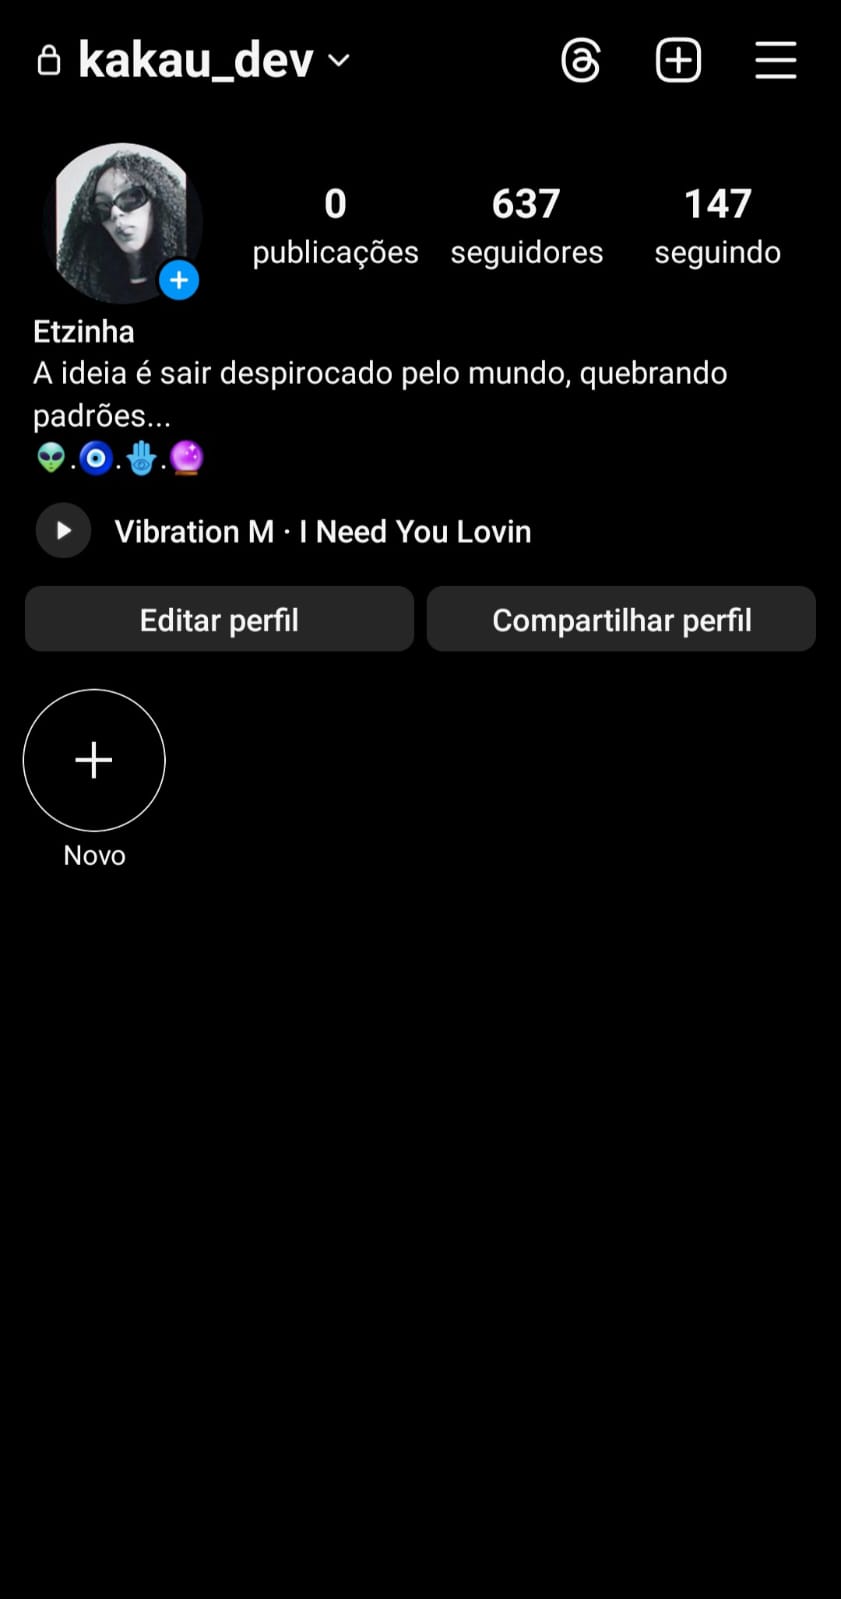 kakau_dev
0 637 147
publicações seguidores seguindo
Etzinha
A ideia é sair despirocado pelo mundo, quebrando
padrões...
👽.🧿.🪬.🔮
Vibration M · I Need You Lovin
Editar perfil Compartilhar perfil
Novo